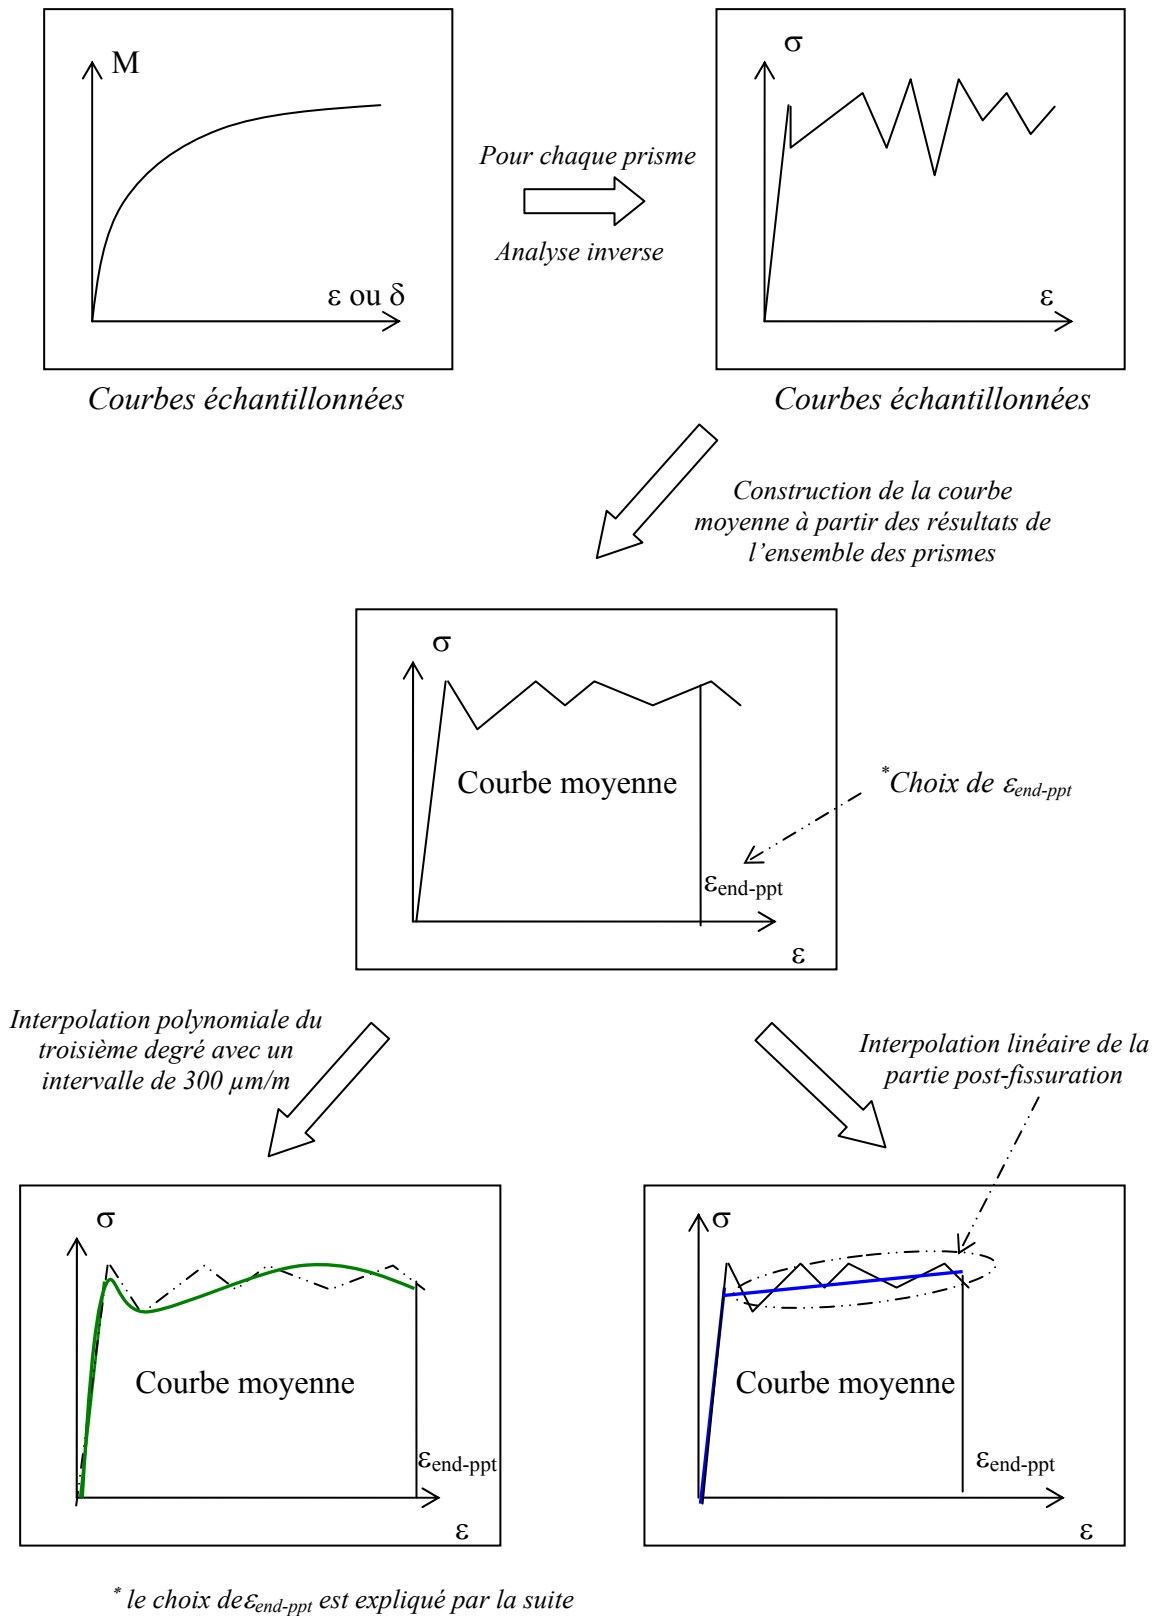 M
ε ou δ
σ
ε
Pour chaque prisme
Analyse inverse
Courbes échantillonnées
Courbes échantillonnées
Construction de la courbe
moyenne à partir des résultats de
l’ensemble des prismes
σ
Courbe moyenne
*Choix de εend-ppt
εend-ppt
ε
Interpolation polynomiale du
troisième degré avec un
intervalle de 300 µm/m
Interpolation linéaire de la
partie post-fissuration
σ
Courbe moyenne
εend-ppt
ε
σ
Courbe moyenne
εend-ppt
ε
* le choix deεend-ppt est expliqué par la suite